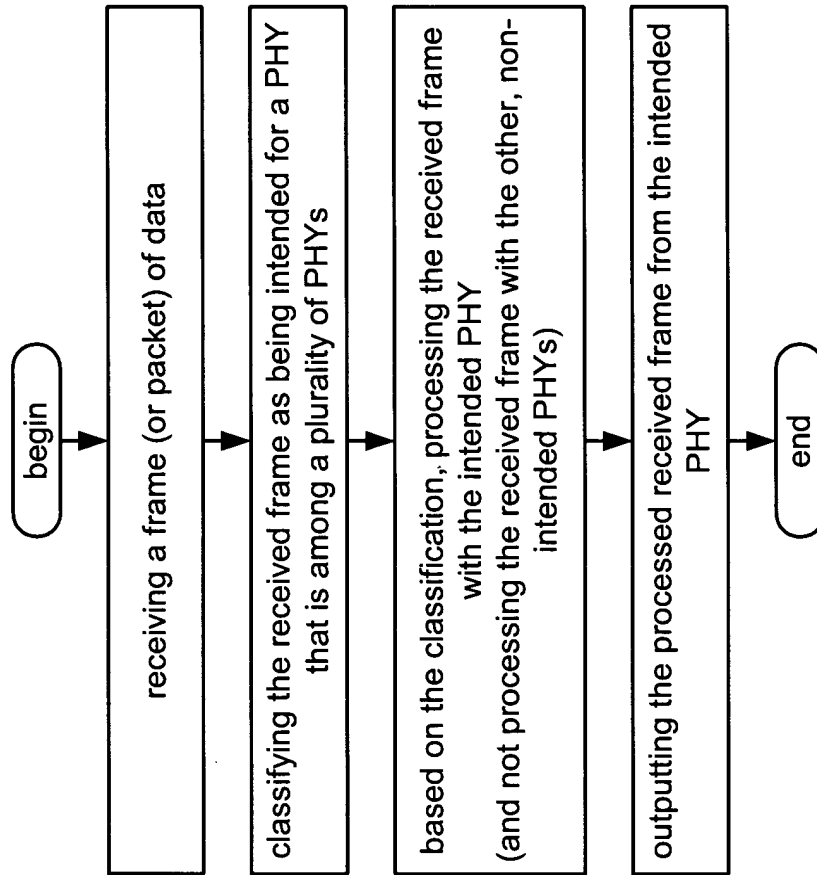 begin
receiving a frame (or packet) of data
classifying the received frame as being intended for a PHY
that is among a plurality of PHYs
based on the classification, processing the received frame
with the intended PHY
(and not processing the received frame with the other, non-
intended PHYs)
outputting the processed received frame from the intended
PHY
end